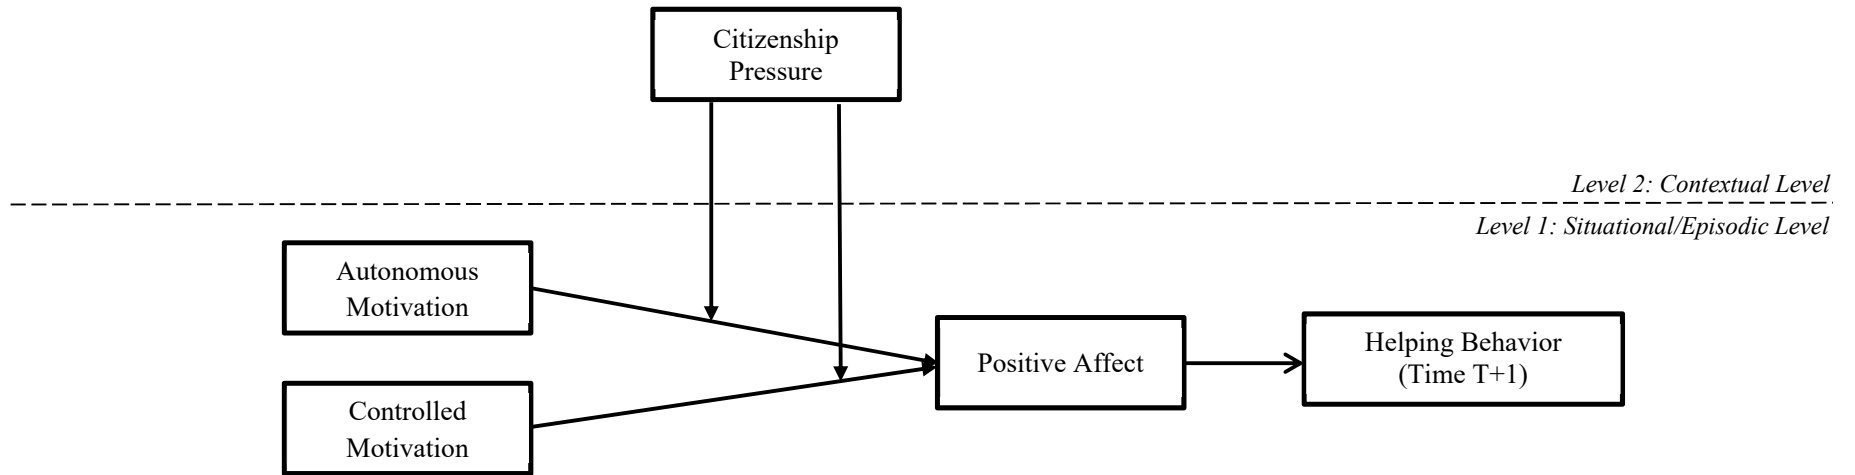 Citizenship
Pressure
Level 2: Contextual Level
Level 1: Situational/Episodic Level
Autonomous
Motivation
Positive Affect
Helping Behavior
(Time T+1)
Controlled
Motivation